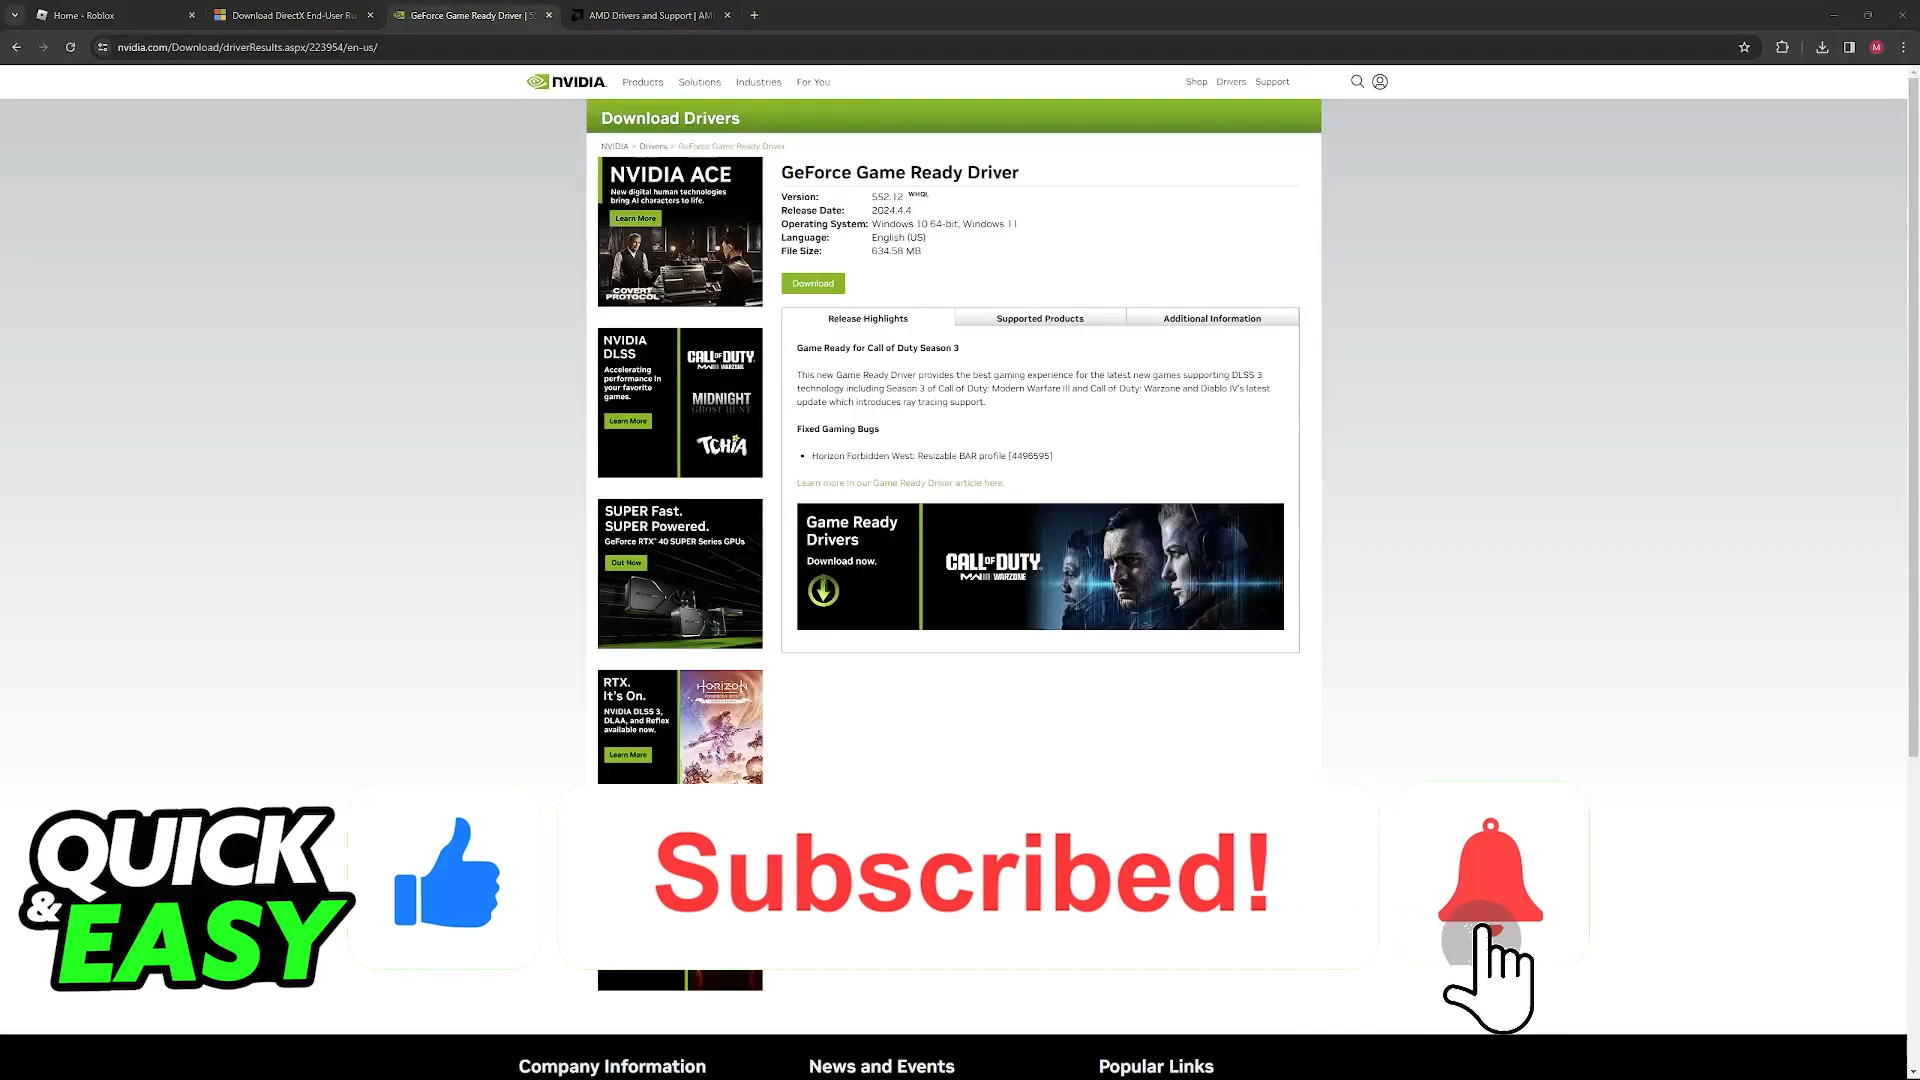 Home - Roblox
Download DirectX End-User Ru
GeForce Game Ready Driver | 5
AMD Drivers and Support | AM
nvidia.com/Download/driverResults.aspx/223954/en-us/
M
NVIDIA.
Products
Solutions
Industries
For You
Shop
Drivers
Support
Download Drivers
NVIDIA > Drivers > GeForce Game Ready Driver
NVIDIA ACE
New digital human technologies
bring AI characters to life.
Learn More
COVERT
PROTOCOL
NVIDIA
DLSS
Accelerating
performance in
your favorite
games.
Learn More
CALL OF DUTY
MWIII WARZONE
MIDNIGHT
GHOST HUNT
TCHIA
SUPER Fast.
SUPER Powered.
GeForce RTX™ 40 SUPER Series GPUs
Out Now
RTX.
It's On.
NVIDIA DLSS 3,
DLAA, and Reflex
available now.
Learn More
HORIZON
GeForce Game Ready Driver
Version: 552.12 WHQL
Release Date: 2024.4.4
Operating System: Windows 10 64-bit, Windows 11
Language: English (US)
File Size: 634.58 MB
Download
Release Highlights
Supported Products
Additional Information
Game Ready for Call of Duty Season 3
This new Game Ready Driver provides the best gaming experience for the latest new games supporting DLSS 3
technology including Season 3 of Call of Duty: Modern Warfare III and Call of Duty: Warzone and Diablo IV's latest
update which introduces ray tracing support.
Fixed Gaming Bugs
• Horizon Forbidden West: Resizable BAR profile [4496595]
Learn more in our Game Ready Driver article here.
Game Ready
Drivers
Download now.
CALL OF DUTY
MWIII WARZONE
QUICK
& EASY
Subscribed!
Company Information
News and Events
Popular Links